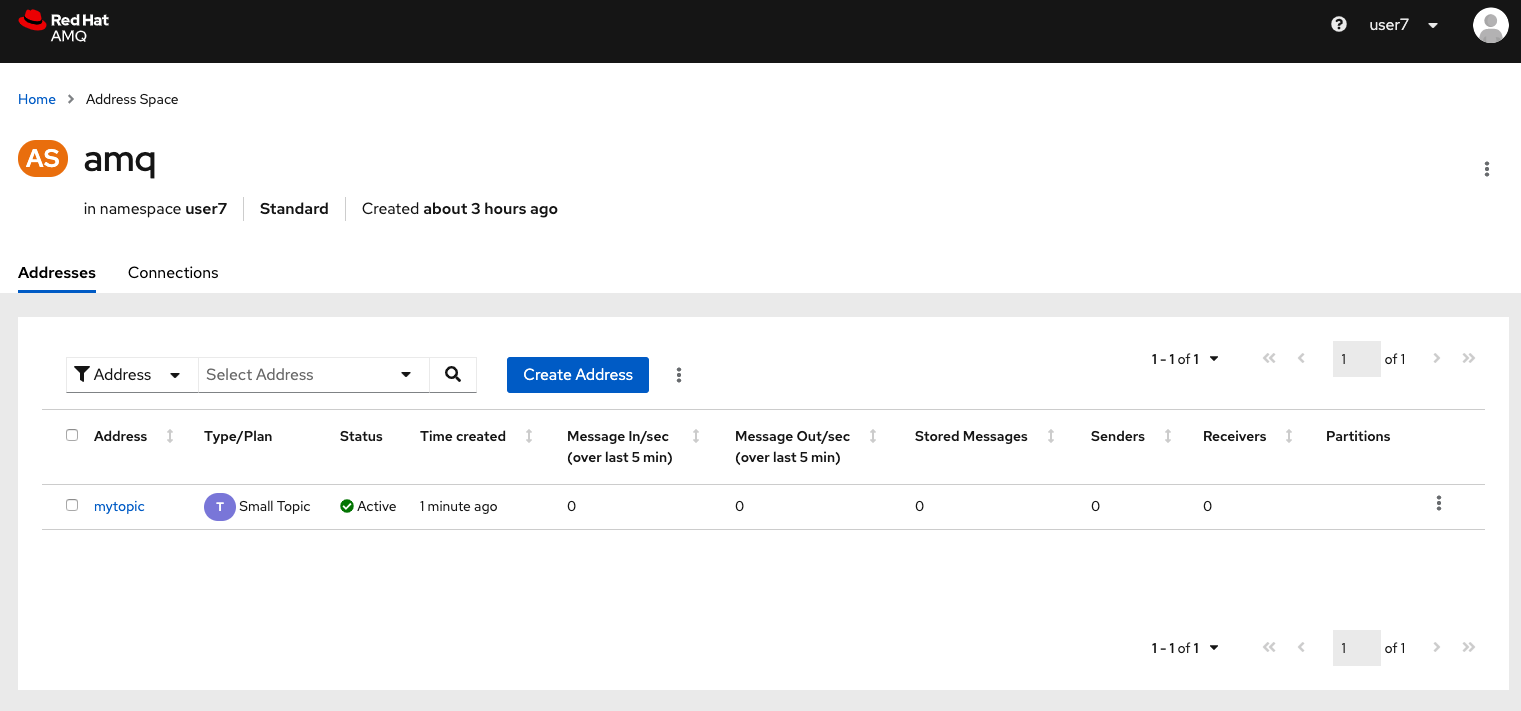 Red Hat
AMQ
user7
Home
Address Space
AS
amq
in namespace user7
Standard
Created about 3 hours ago
Addresses
Connections
Address
Select Address
Create Address
1 - 1 of 1
1
of 1
Address
Type/Plan
Status
Time created
Message In/sec
(over last 5 min)
Message Out/sec
(over last 5 min)
Stored Messages
Senders
Receivers
Partitions
mytopic
T
Small Topic
Active
1 minute ago
0
0
0
0
0
1 - 1 of 1
1
of 1